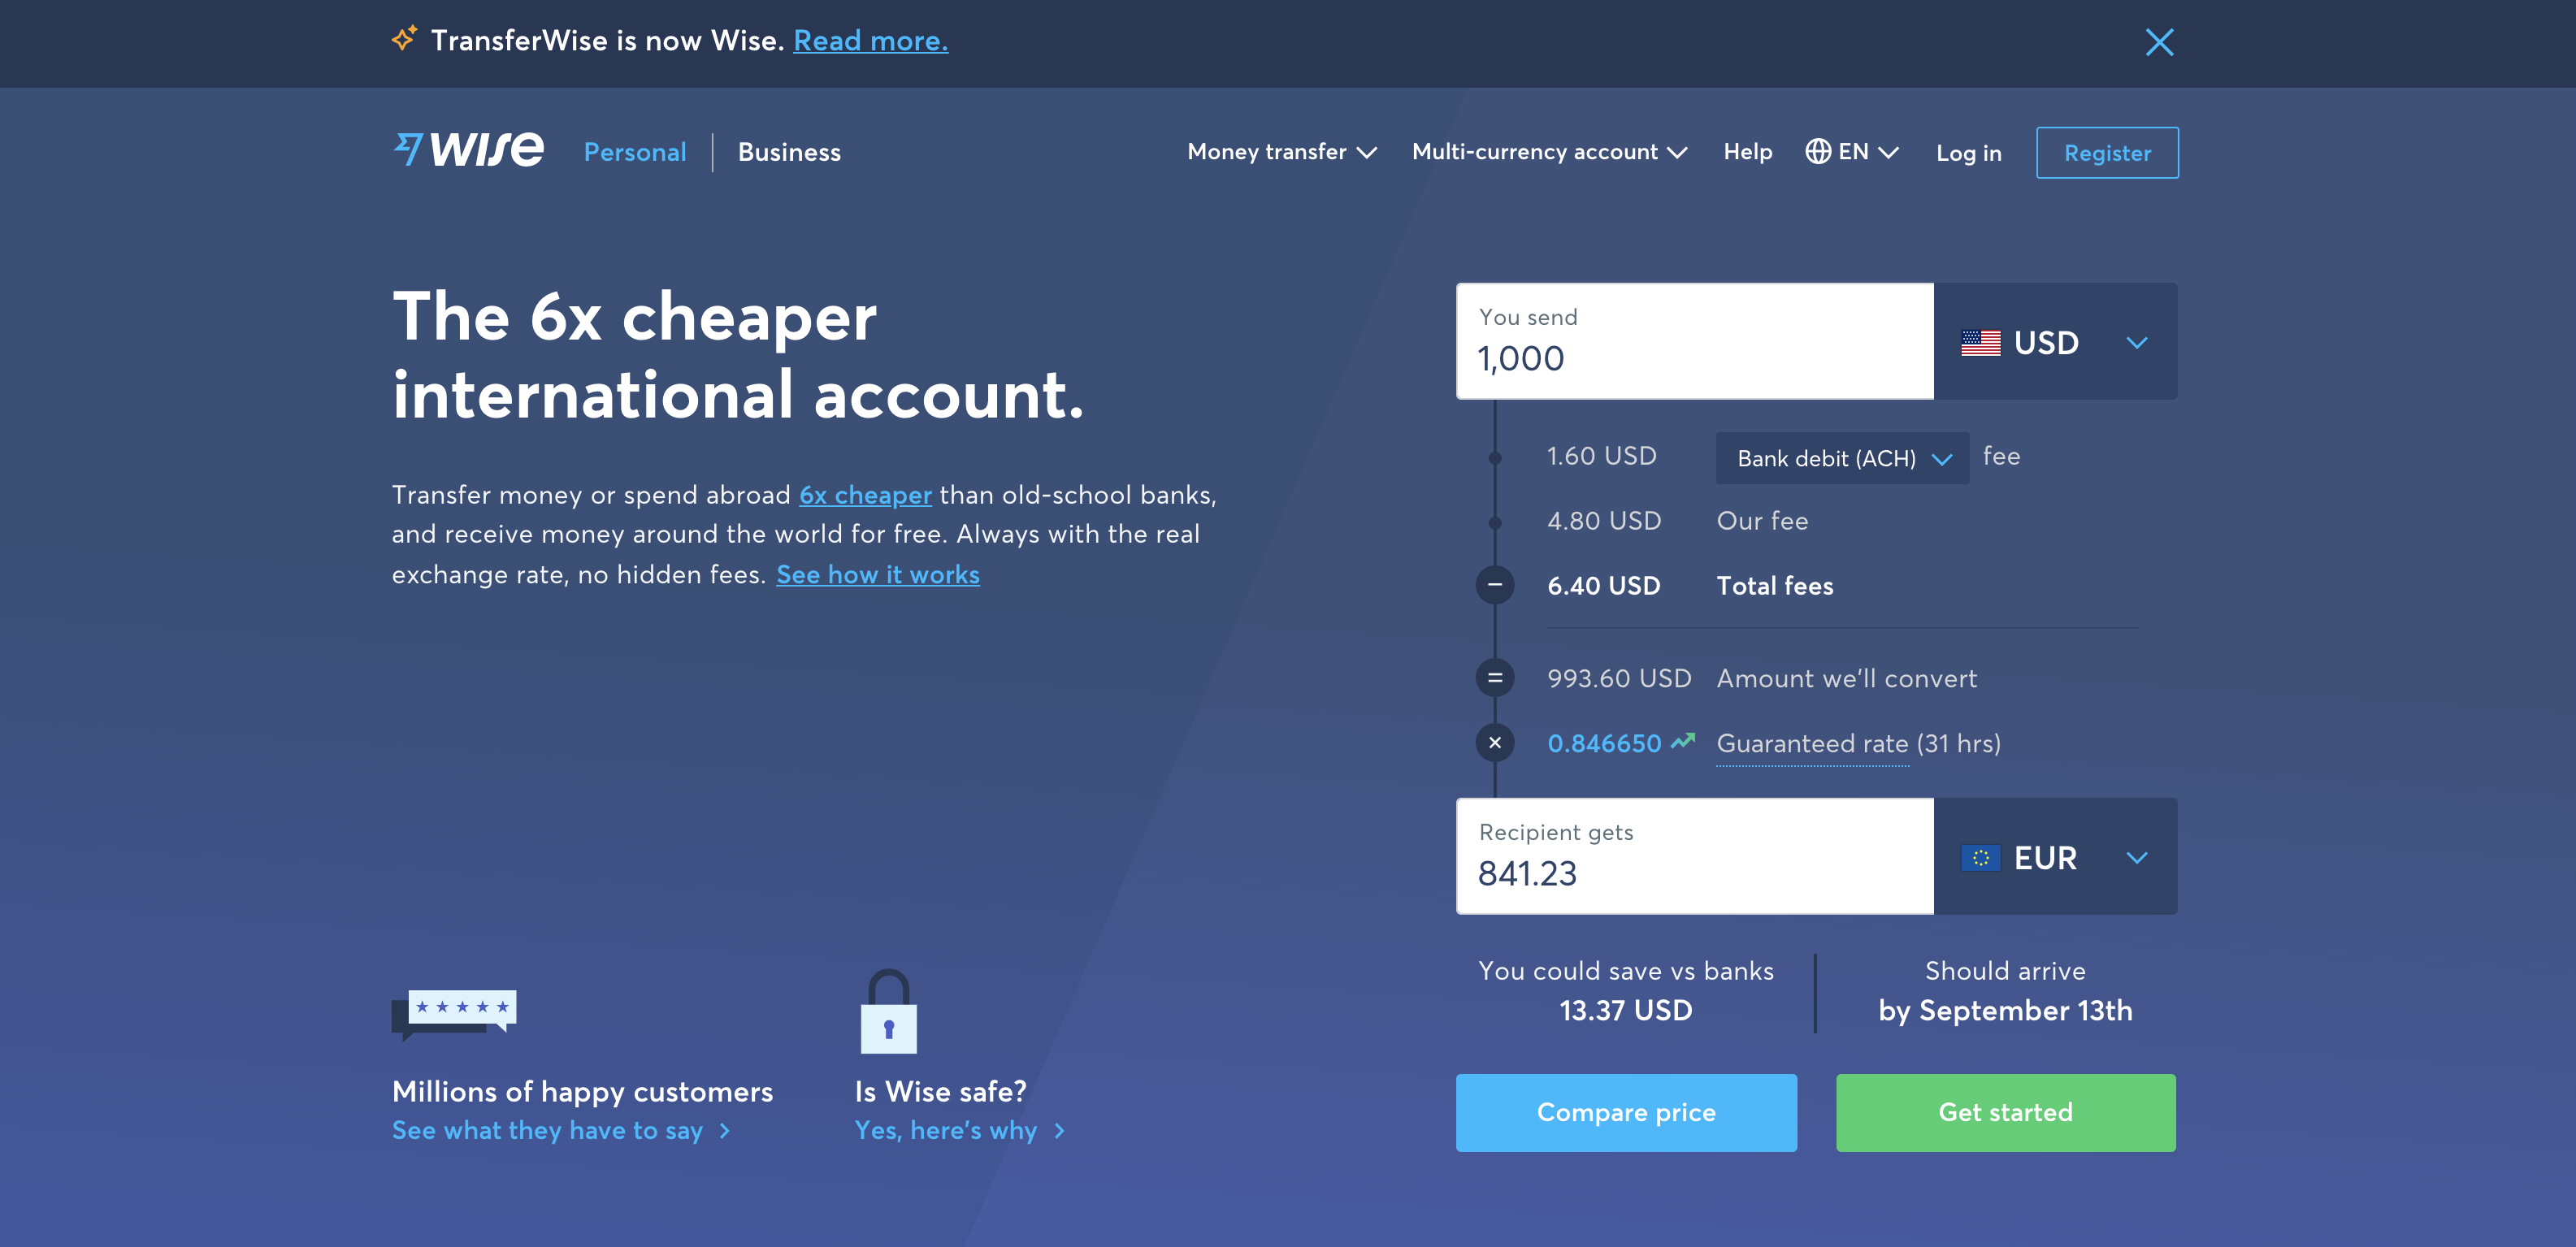 TransferWise is now Wise. Read more.
wise
Personal
Business
Money transfer
Multi-currency account
Help
EN
Log in
Register
The 6x cheaper
international account.
Transfer money or spend abroad 6x cheaper than old-school banks,
and receive money around the world for free. Always with the real
exchange rate, no hidden fees. See how it works
Millions of happy customers
See what they have to say
Is Wise safe?
Yes, here's why
You send
1,000
USD
1.60 USD Bank debit (ACH) fee
4.80 USD Our fee
6.40 USD Total fees
993.60 USD Amount we'll convert
0.846650 Guaranteed rate (31 hrs)
Recipient gets
841.23
EUR
You could save vs banks
13.37 USD
Should arrive
by September 13th
Compare price
Get started